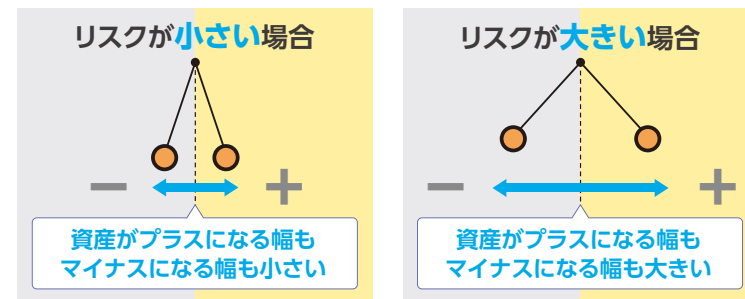 リスクが小さい場合
－ ＋
資産がプラスになる幅も
マイナスになる幅も小さい
リスクが大きい場合
－ ＋
資産がプラスになる幅も
マイナスになる幅も大きい